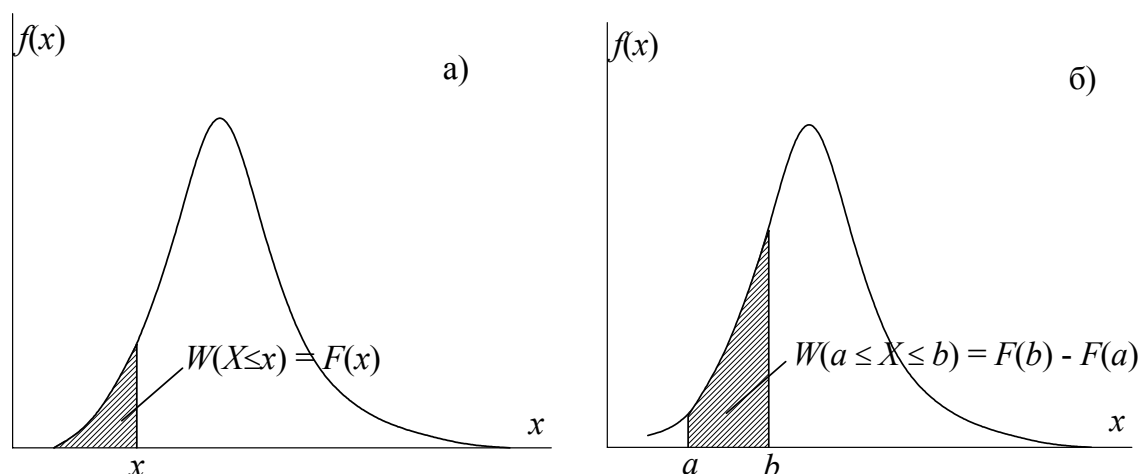 f(x)
а)
W(X≤x) = F(x)
x
x
f(x)
б)
W(a ≤ X ≤ b) = F(b) - F(a)
x
a b